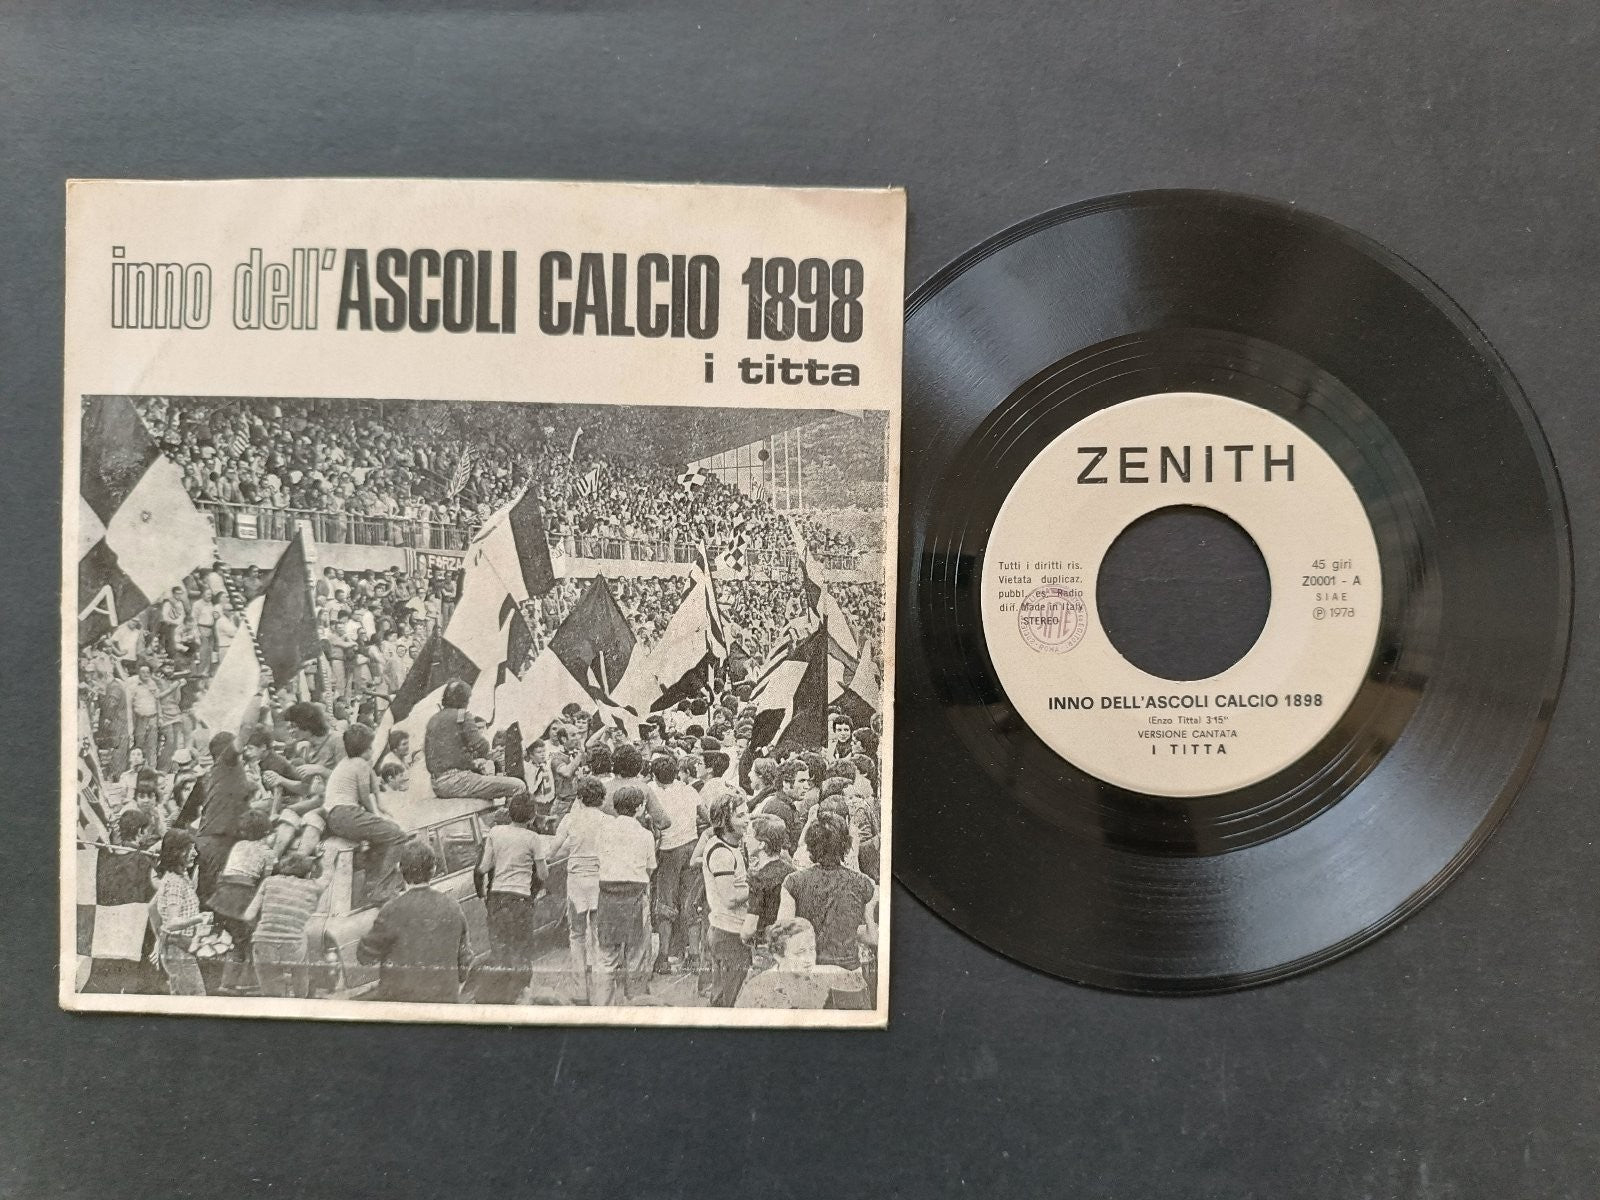 inno dell'ASCOLI CALCIO 1898
i titta
FORZA
ZENITH
Tutti i diritti ris.
Vietata duplicaz.
pubbl. es. Radio
dif. Made in Italy
STEREO
45 giri
Z0001 - A
SIAE
℗ 1978
INNO DELL'ASCOLI CALCIO 1898
(Enzo Titta) 3'15"
VERSIONE CANTATA
I TITTA